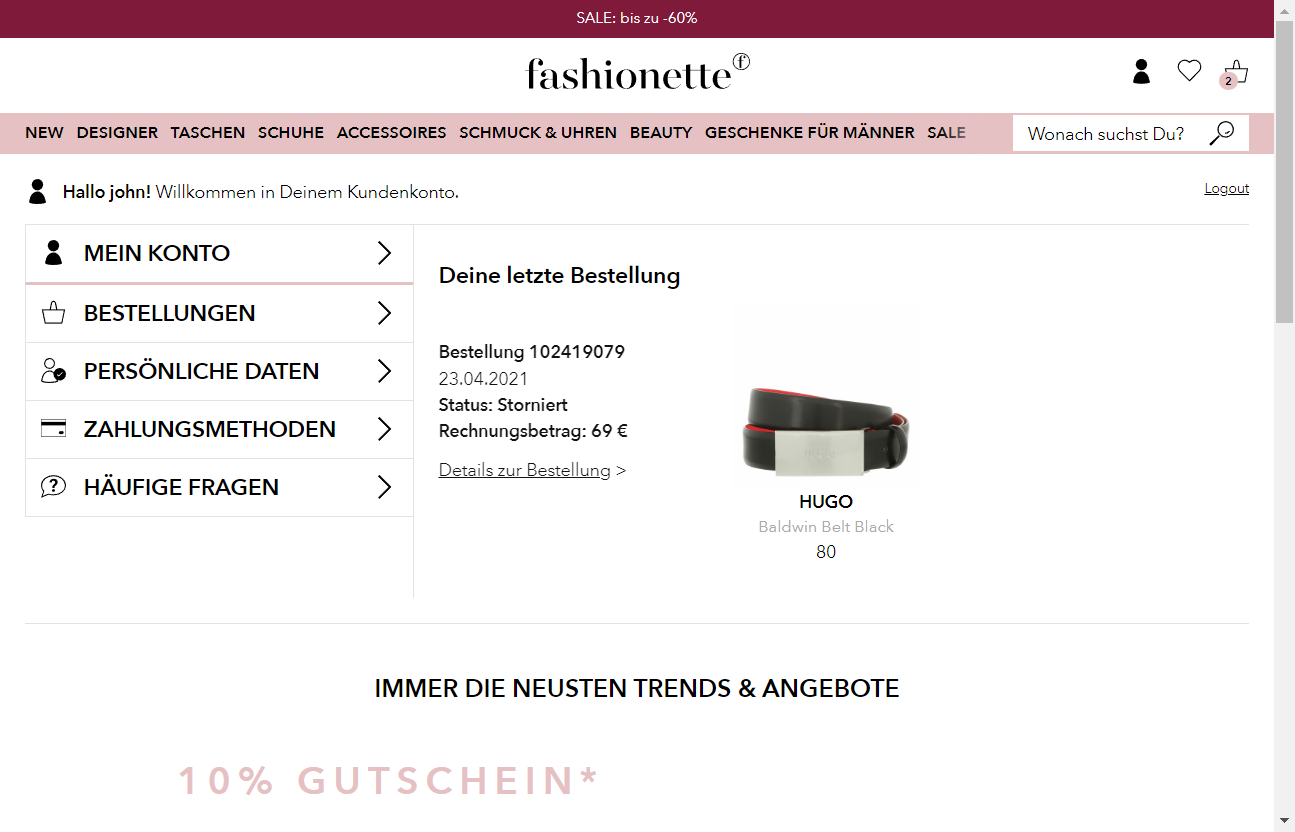 SALE: bis zu -60%
fashionette f
2
NEW DESIGNER TASCHEN SCHUHE ACCESSOIRES SCHMUCK & UHREN BEAUTY GESCHENKE FÜR MÄNNER SALE Wonach suchst Du?
Hallo john! Willkommen in Deinem Kundenkonto. Logout
MEIN KONTO
BESTELLUNGEN
PERSÖNLICHE DATEN
ZAHLUNGSMETHODEN
HÄUFIGE FRAGEN
Deine letzte Bestellung
Bestellung 102419079
23.04.2021
Status: Storniert
Rechnungsbetrag: 69 €
Details zur Bestellung >
HUGO
Baldwin Belt Black
80
IMMER DIE NEUSTEN TRENDS & ANGEBOTE
10% GUTSCHEIN*